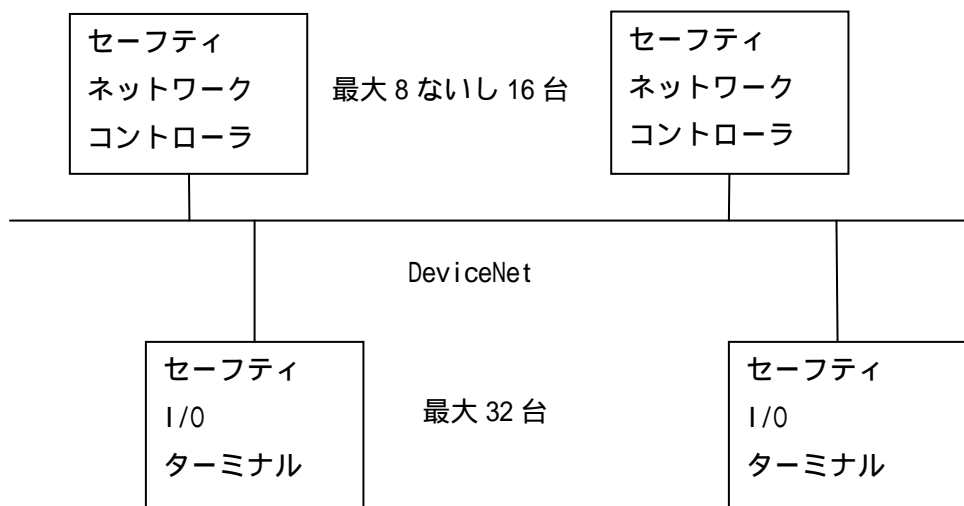 セーフティ
ネットワーク
コントローラ
最大 8 ないし 16 台
セーフティ
ネットワーク
コントローラ
DeviceNet
セーフティ
I/O
ターミナル
最大 32 台
セーフティ
I/O
ターミナル